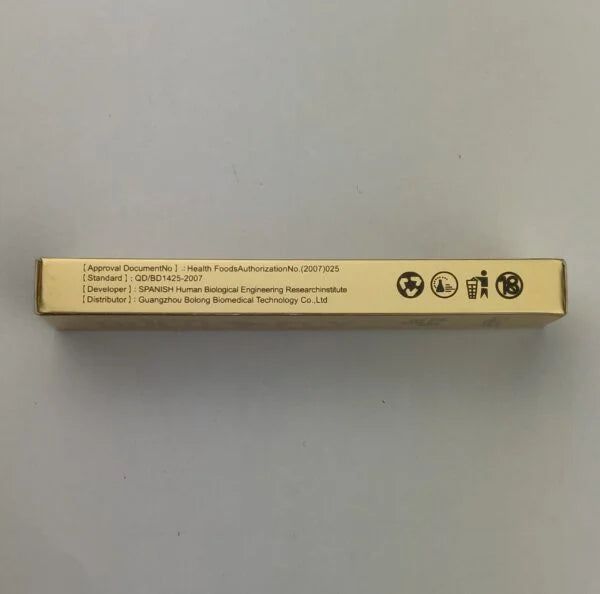 [Approval DocumentNo] .: Health FoodsAuthorizationNo.(2007)025
[Standard] : QD/BD1425-2007
[Developer] : SPANISH Human Biological Engineering Researchinstitute
[Distributor] : Guangzhou Bolong Biomedical Technology Co.,Ltd
18